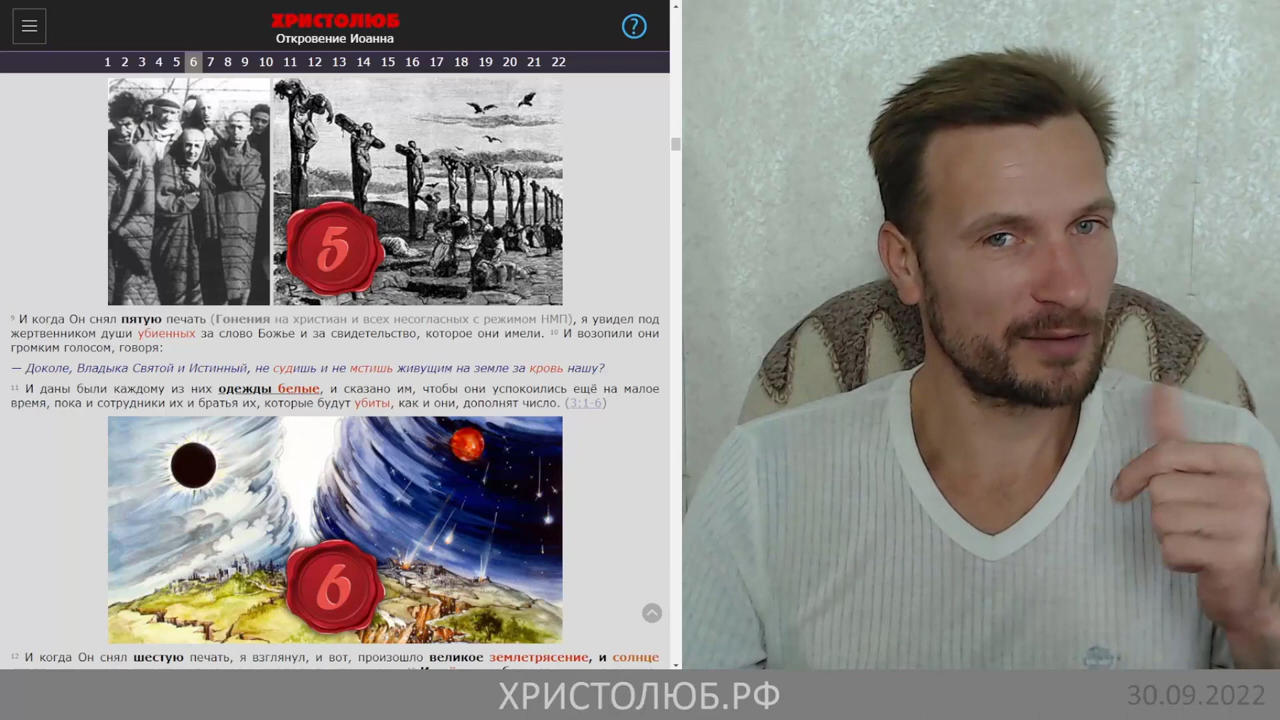 ХРИСТОЛЮБ
Откровение Иоанна
?
1 2 3 4 5 6 7 8 9 10 11 12 13 14 15 16 17 18 19 20 21 22
5
9 И когда Он снял пятую печать (Гонения на христиан и всех несогласных с режимом НМП), я увидел под
жертвенником души убиенных за слово Божье и за свидетельство, которое они имели. 10 И возопили они
громким голосом, говоря:
— Доколе, Владыка Святой и Истинный, не судишь и не мстишь живущим на земле за кровь нашу?
11 И даны были каждому из них одежды белые, и сказано им, чтобы они успокоились ещё на малое
время, пока и сотрудники их и братья их, которые будут убиты, как и они, дополнят число. (3:1-6)
6
12 И когда Он снял шестую печать, я взглянул, и вот, произошло великое землетрясение, и солнце
ХРИСТОЛЮБ.РФ
30.09.2022